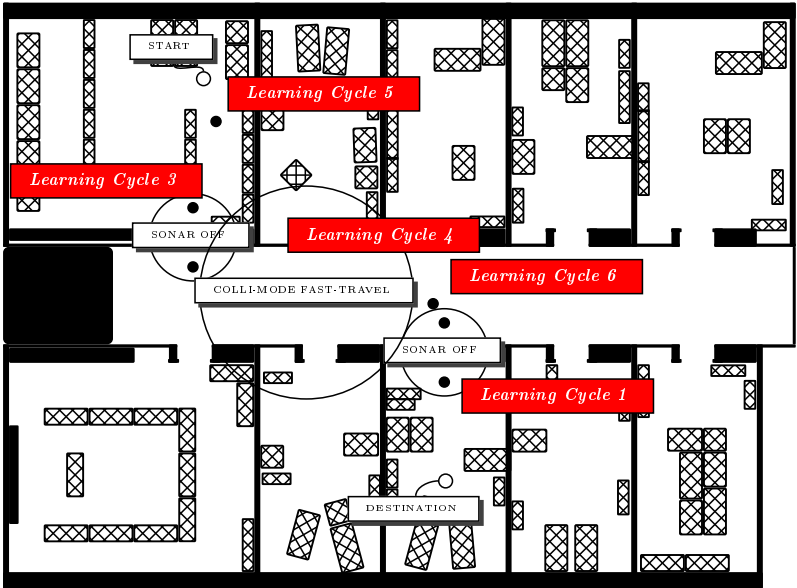 START
Learning Cycle 5
Learning Cycle 3
SONAR OFF
Learning Cycle 4
Learning Cycle 6
COLLI-MODE FAST-TRAVEL
SONAR OFF
Learning Cycle 1
DESTINATION